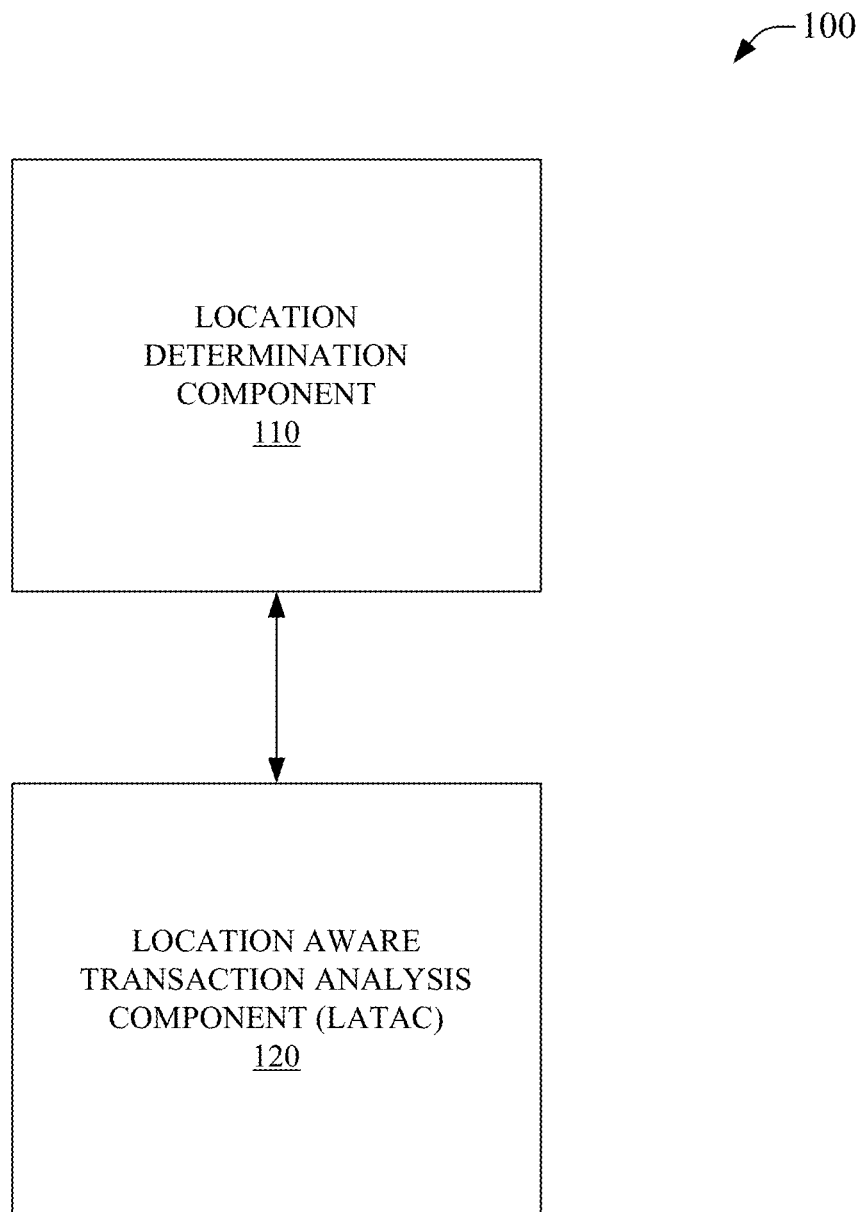 100
LOCATION
DETERMINATION
COMPONENT
110
LOCATION AWARE
TRANSACTION ANALYSIS
COMPONENT (LATAC)
120